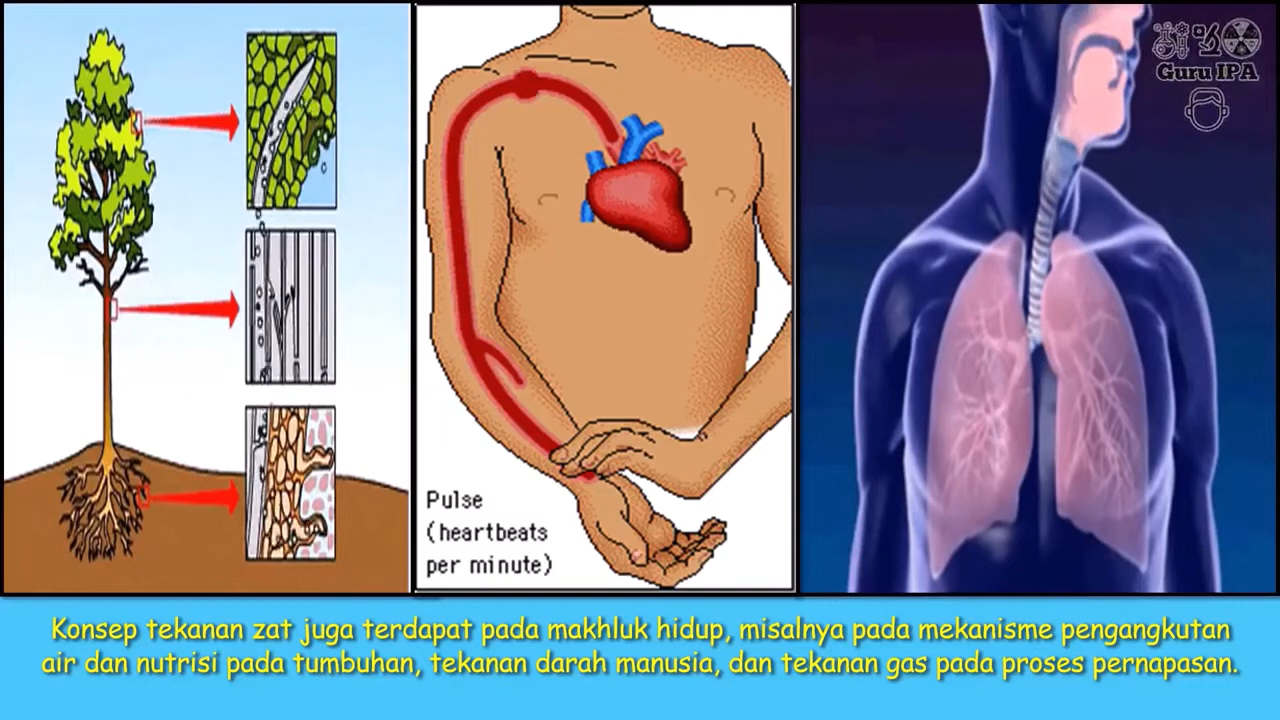 Guru IPA
Pulse
(heartbeats
per minute)
Konsep tekanan zat juga terdapat pada makhluk hidup, misalnya pada mekanisme pengangkutan
air dan nutrisi pada tumbuhan, tekanan darah manusia, dan tekanan gas pada proses pernapasan.